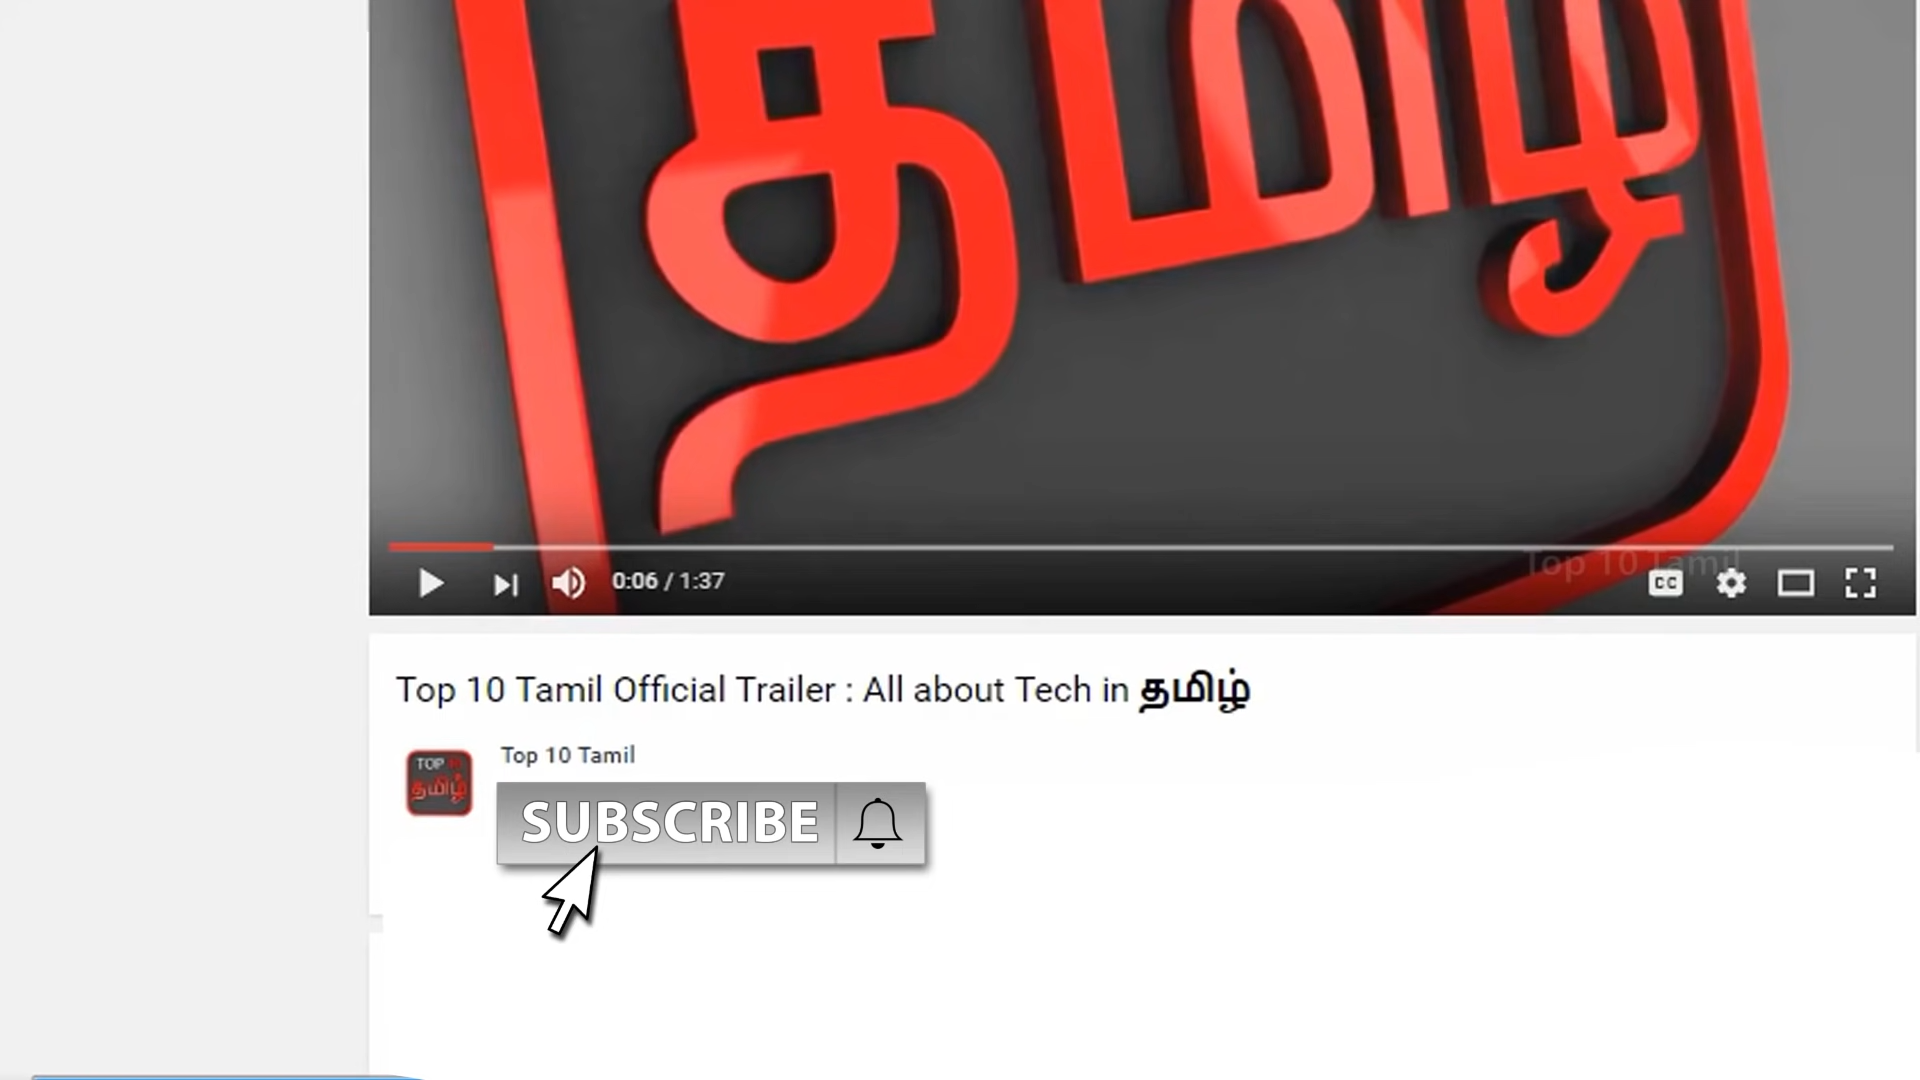 தமிழ்
Top 10 Tamil
0:06 / 1:37
CC
Top 10 Tamil Official Trailer : All about Tech in தமிழ்
Top 10 Tamil
TOP 10
தமிழ்
SUBSCRIBE